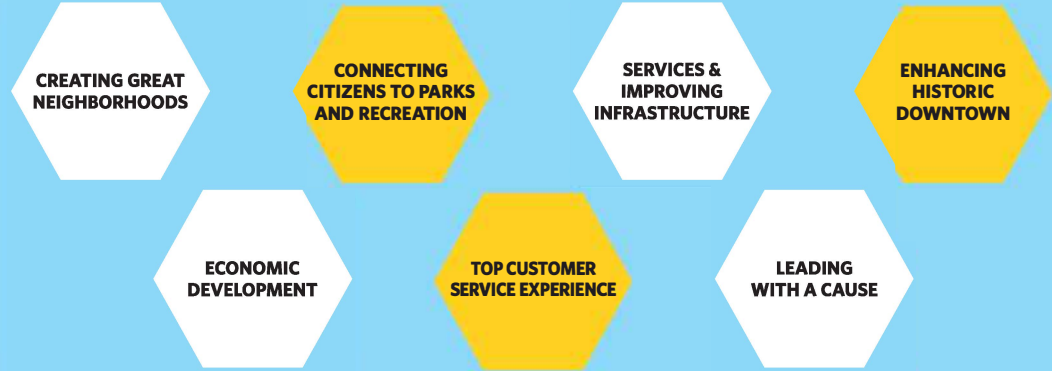 CREATING GREAT
NEIGHBORHOODS
CONNECTING
CITIZENS TO PARKS
AND RECREATION
SERVICES &
IMPROVING
INFRASTRUCTURE
ENHANCING
HISTORIC
DOWNTOWN
ECONOMIC
DEVELOPMENT
TOP CUSTOMER
SERVICE EXPERIENCE
LEADING
WITH A CAUSE